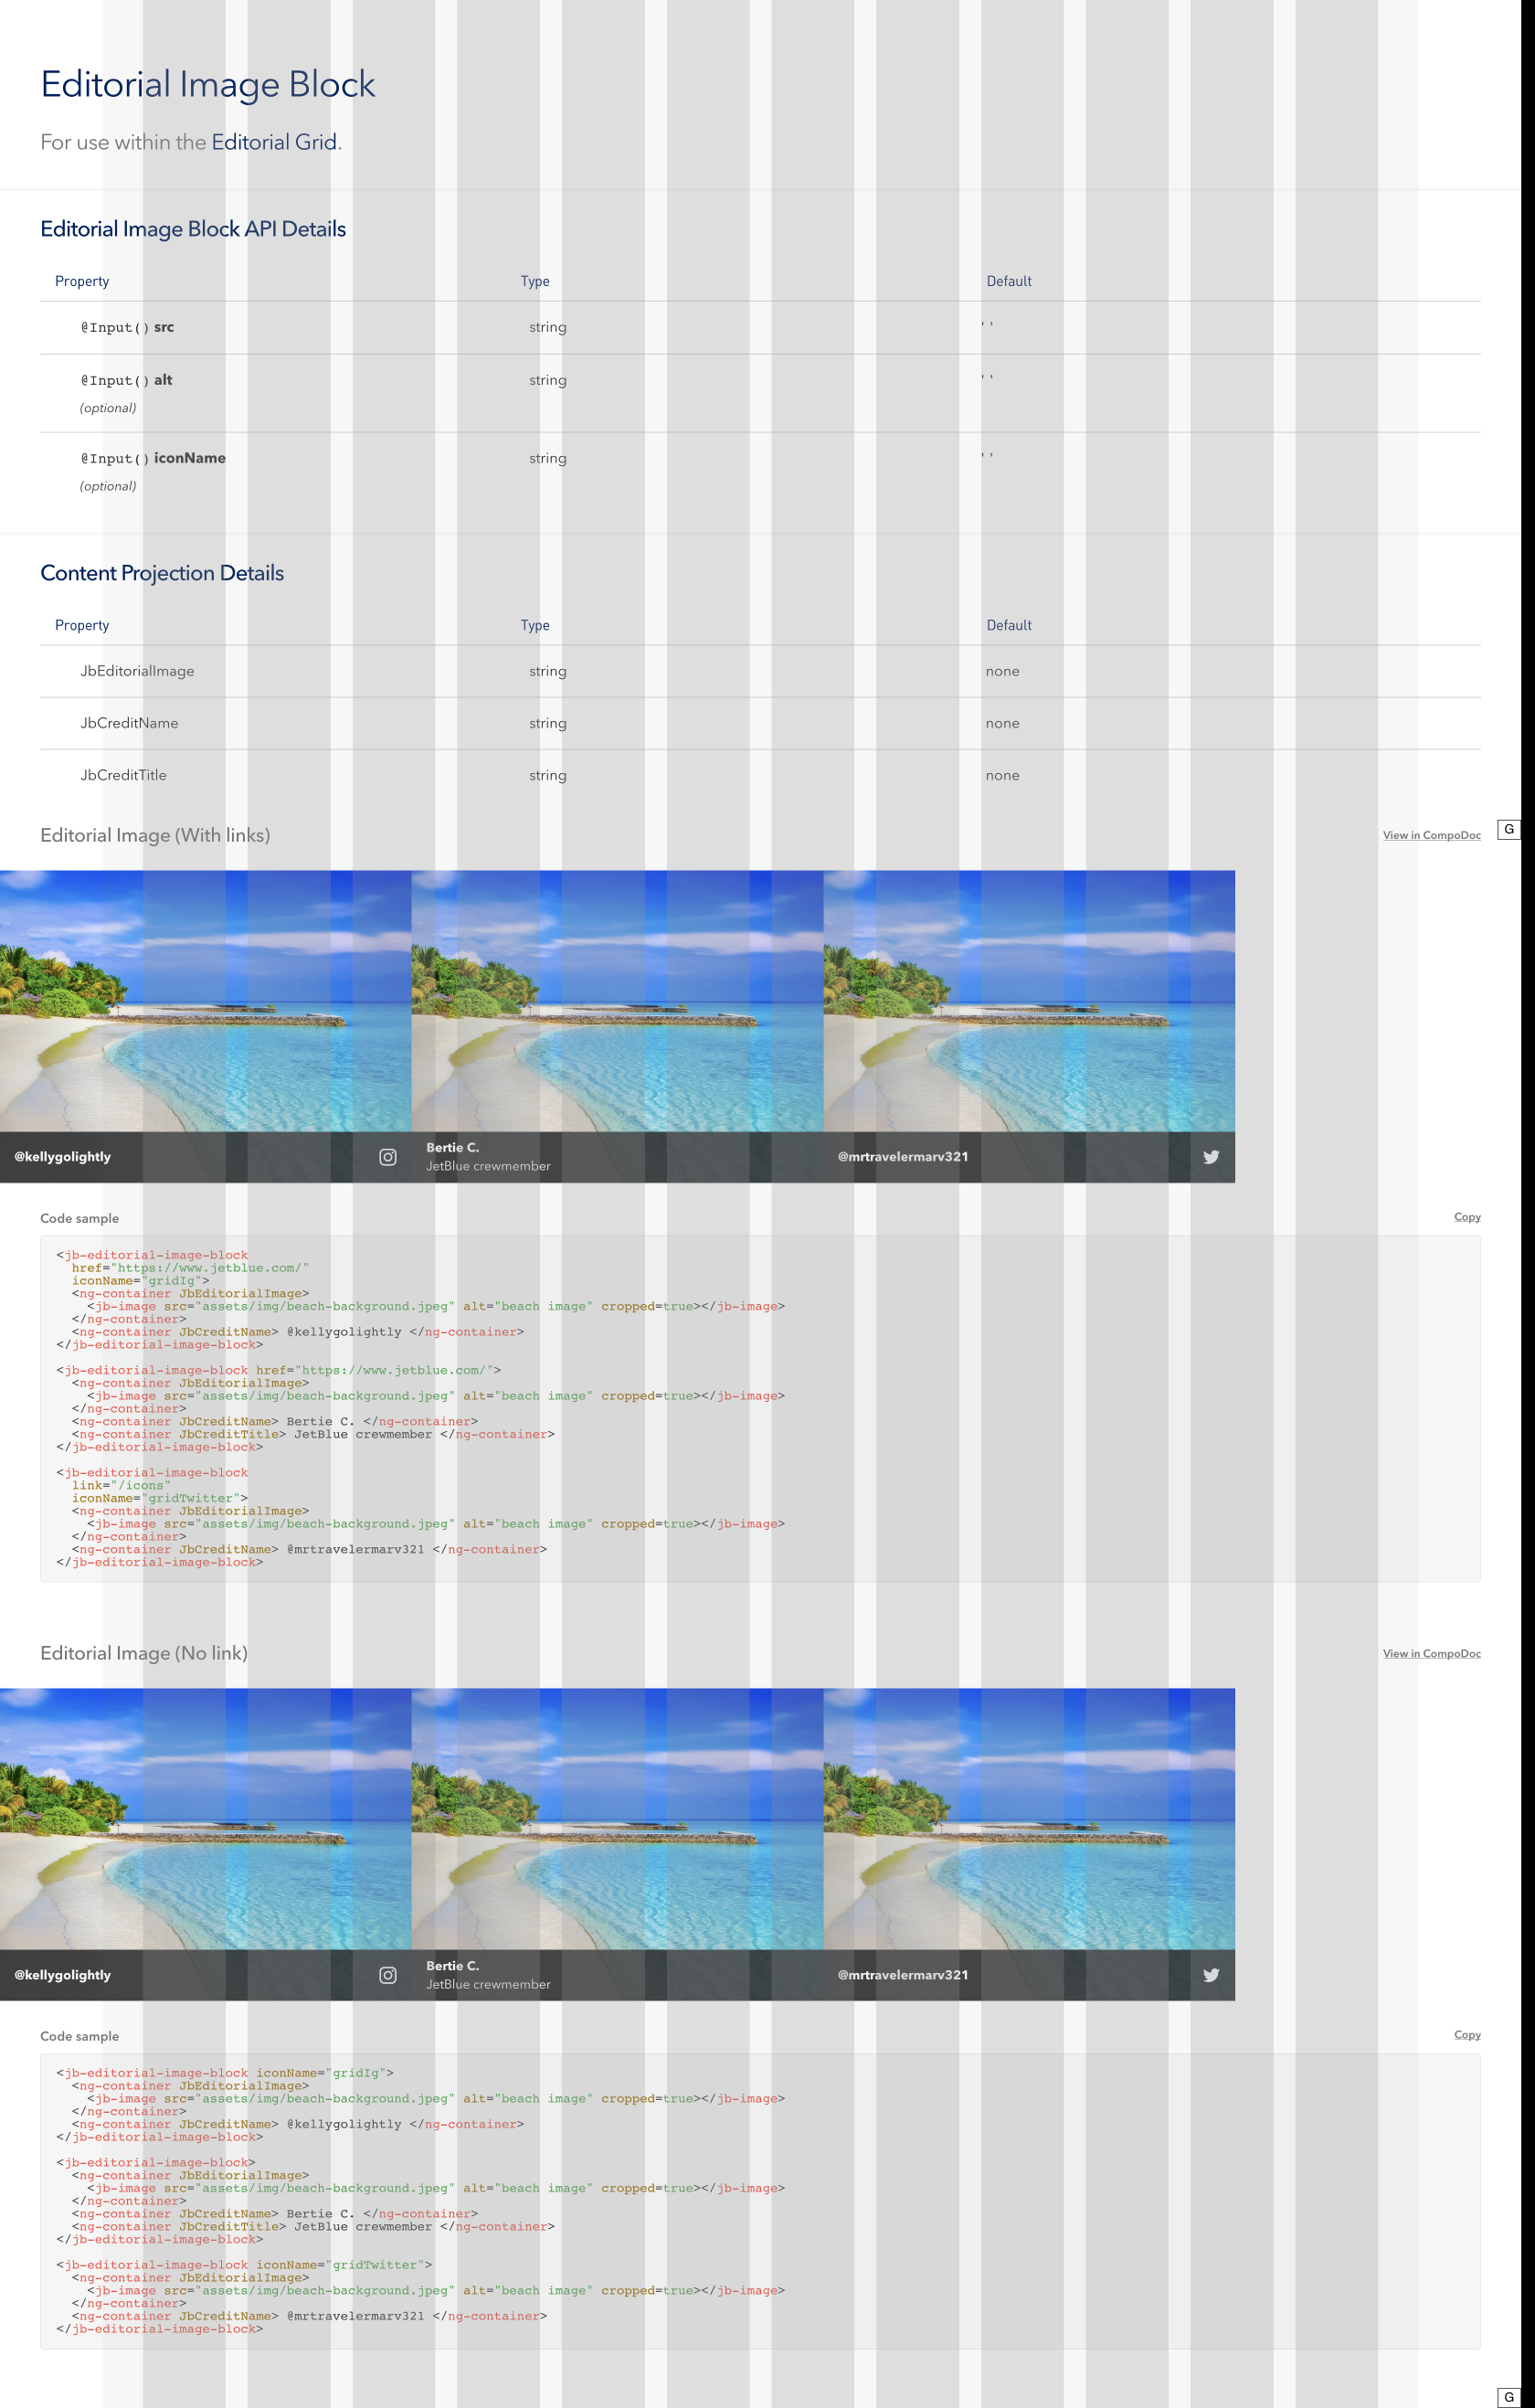 Editorial Image Block
For use within the Editorial Grid.
Editorial Image Block API Details
Property Type Default
@Input() src string ''
@Input() alt string ''
(optional)
@Input() iconName string ''
(optional)
Content Projection Details
Property Type Default
JbEditorialImage string none
JbCreditName string none
JbCreditTitle string none
Editorial Image (With links) View in CompoDoc G
@kellygolightly Bertie C. @mrtravelermarv321
JetBlue crewmember
Code sample Copy
<jb-editorial-image-block
  href="https://www.jetblue.com/"
  iconName="gridIg">
  <ng-container JbEditorialImage>
    <jb-image src="assets/img/beach-background.jpeg" alt="beach image" cropped=true></jb-image>
  </ng-container>
  <ng-container JbCreditName> @kellygolightly </ng-container>
</jb-editorial-image-block>
<jb-editorial-image-block href="https://www.jetblue.com/">
  <ng-container JbEditorialImage>
    <jb-image src="assets/img/beach-background.jpeg" alt="beach image" cropped=true></jb-image>
  </ng-container>
  <ng-container JbCreditName> Bertie C. </ng-container>
  <ng-container JbCreditTitle> JetBlue crewmember </ng-container>
</jb-editorial-image-block>
<jb-editorial-image-block
  link="/icons"
  iconName="gridTwitter">
  <ng-container JbEditorialImage>
    <jb-image src="assets/img/beach-background.jpeg" alt="beach image" cropped=true></jb-image>
  </ng-container>
  <ng-container JbCreditName> @mrtravelermarv321 </ng-container>
</jb-editorial-image-block>
Editorial Image (No link) View in CompoDoc
@kellygolightly Bertie C. @mrtravelermarv321
JetBlue crewmember
Code sample Copy
<jb-editorial-image-block iconName="gridIg">
  <ng-container JbEditorialImage>
    <jb-image src="assets/img/beach-background.jpeg" alt="beach image" cropped=true></jb-image>
  </ng-container>
  <ng-container JbCreditName> @kellygolightly </ng-container>
</jb-editorial-image-block>
<jb-editorial-image-block>
  <ng-container JbEditorialImage>
    <jb-image src="assets/img/beach-background.jpeg" alt="beach image" cropped=true></jb-image>
  </ng-container>
  <ng-container JbCreditName> Bertie C. </ng-container>
  <ng-container JbCreditTitle> JetBlue crewmember </ng-container>
</jb-editorial-image-block>
<jb-editorial-image-block iconName="gridTwitter">
  <ng-container JbEditorialImage>
    <jb-image src="assets/img/beach-background.jpeg" alt="beach image" cropped=true></jb-image>
  </ng-container>
  <ng-container JbCreditName> @mrtravelermarv321 </ng-container>
</jb-editorial-image-block>
G